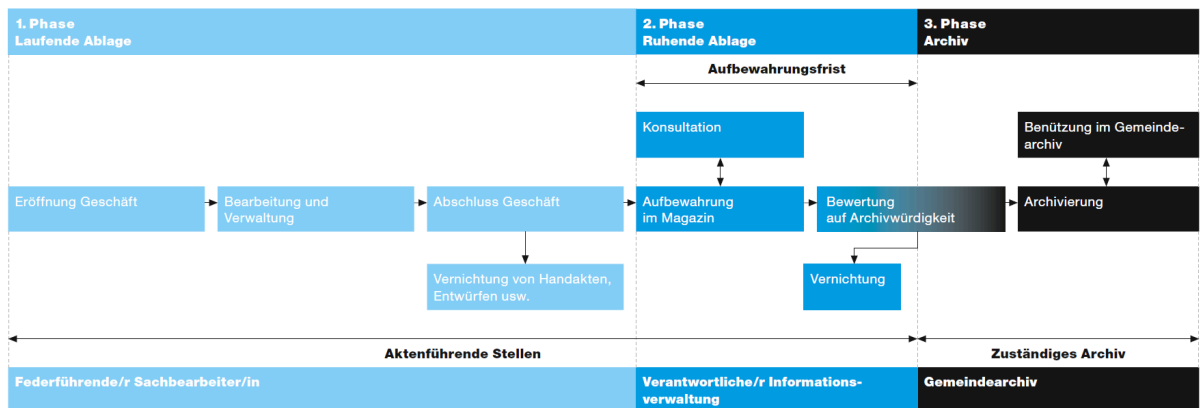 1. Phase
Laufende Ablage
2. Phase
Ruhende Ablage
3. Phase
Archiv
Aufbewahrungsfrist
Konsultation
Benützung im Gemeinde-
archiv
Eröffnung Geschäft
Bearbeitung und
Verwaltung
Abschluss Geschäft
Aufbewahrung
im Magazin
Bewertung
auf Archivwürdigkeit
Archivierung
Vernichtung von Handakten,
Entwürfen usw.
Vernichtung
Aktenführende Stellen
Zuständiges Archiv
Federführende/r Sachbearbeiter/in
Verantwortliche/r Informations-
verwaltung
Gemeindearchiv